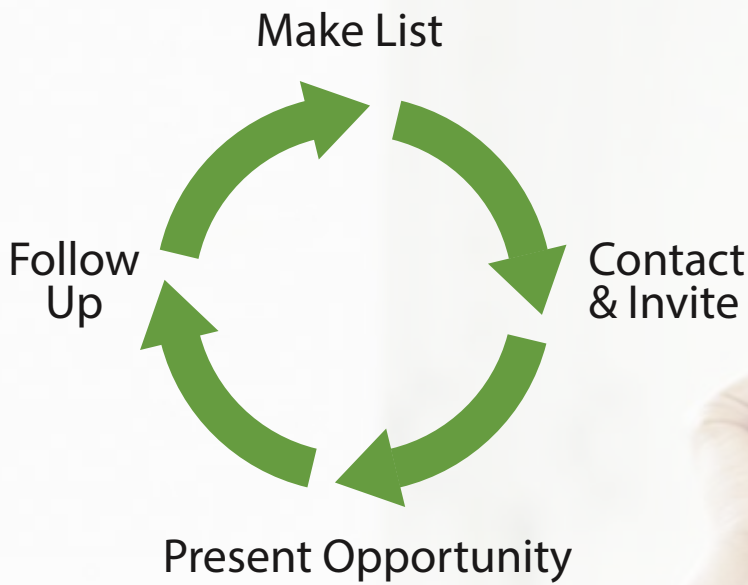 Make List
Contact
& Invite
Present Opportunity
Follow
Up